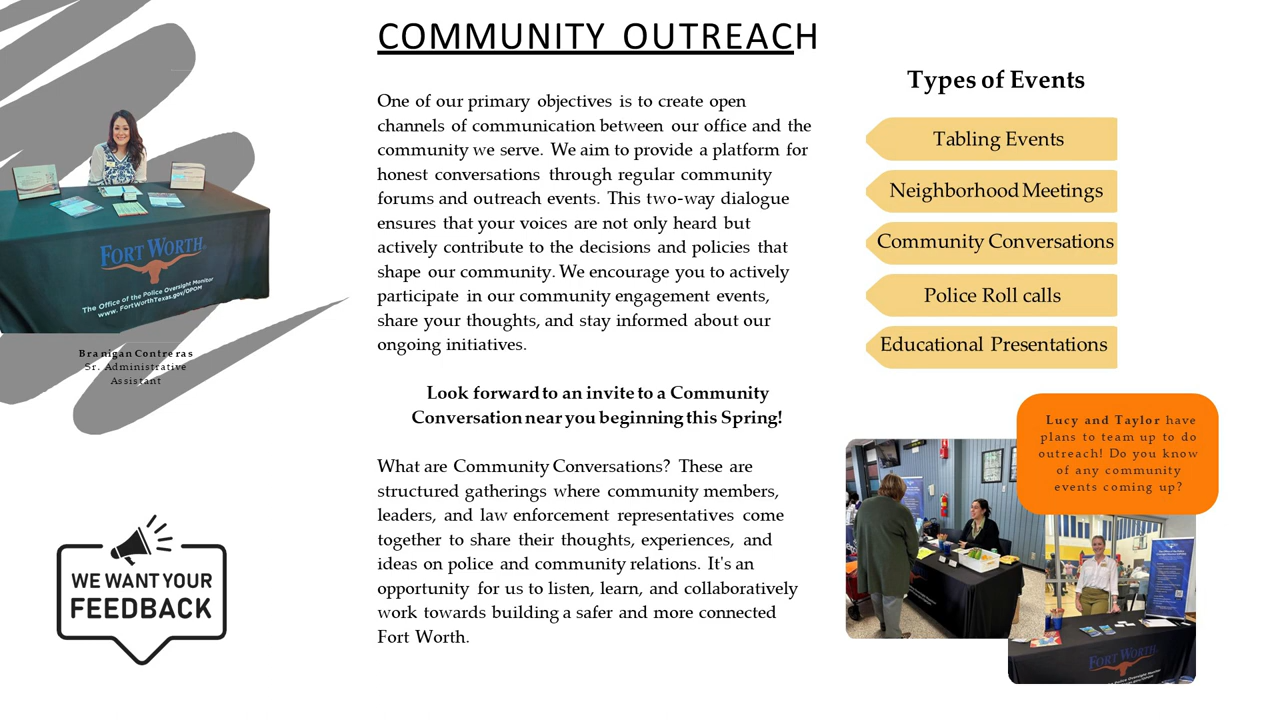 COMMUNITY OUTREACH
One of our primary objectives is to create open
channels of communication between our office and the
community we serve. We aim to provide a platform for
honest conversations through regular community
forums and outreach events. This two-way dialogue
ensures that your voices are not only heard but
actively contribute to the decisions and policies that
shape our community. We encourage you to actively
participate in our community engagement events,
share your thoughts, and stay informed about our
ongoing initiatives.
Look forward to an invite to a Community
Conversation near you beginning this Spring!
What are Community Conversations? These are
structured gatherings where community members,
leaders, and law enforcement representatives come
together to share their thoughts, experiences, and
ideas on police and community relations. It's an
opportunity for us to listen, learn, and collaboratively
work towards building a safer and more connected
Fort Worth.
FORT WORTH
The Office of the Police Oversight Monitor
www. FortWorthTexas.gov/OPOM
Branigan Contreras
Sr. Administrative
Assistant
WE WANT YOUR
FEEDBACK
Types of Events
Tabling Events
Neighborhood Meetings
Community Conversations
Police Roll calls
Educational Presentations
Lucy and Taylor have
plans to team up to do
outreach! Do you know
of any community
events coming up?
FORT WORTH